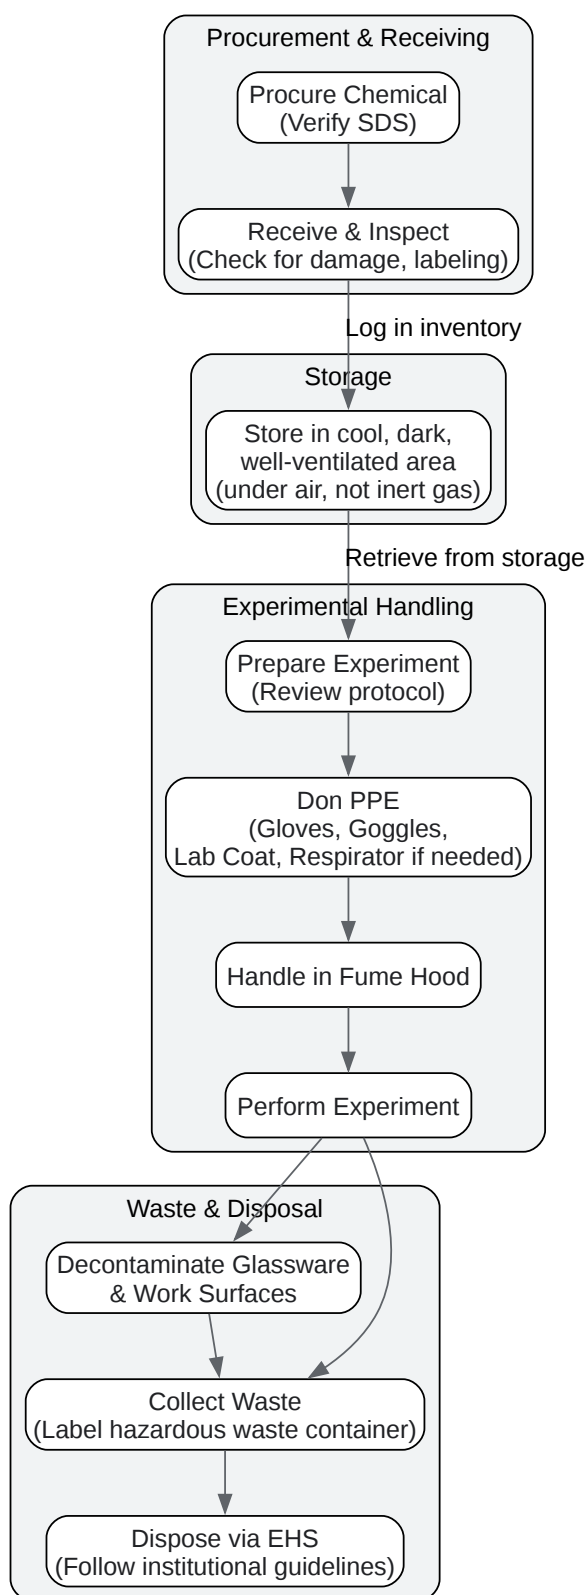 Procurement & Receiving
Procure Chemical
(Verify SDS)
Receive & Inspect
(Check for damage, labeling)
Log in inventory
Storage
Store in cool, dark,
well-ventilated area
(under air, not inert gas)
Retrieve from storage
Experimental Handling
Prepare Experiment
(Review protocol)
Don PPE
(Gloves, Goggles,
Lab Coat, Respirator if needed)
Handle in Fume Hood
Perform Experiment
Waste & Disposal
Decontaminate Glassware
& Work Surfaces
Collect Waste
(Label hazardous waste container)
Dispose via EHS
(Follow institutional guidelines)